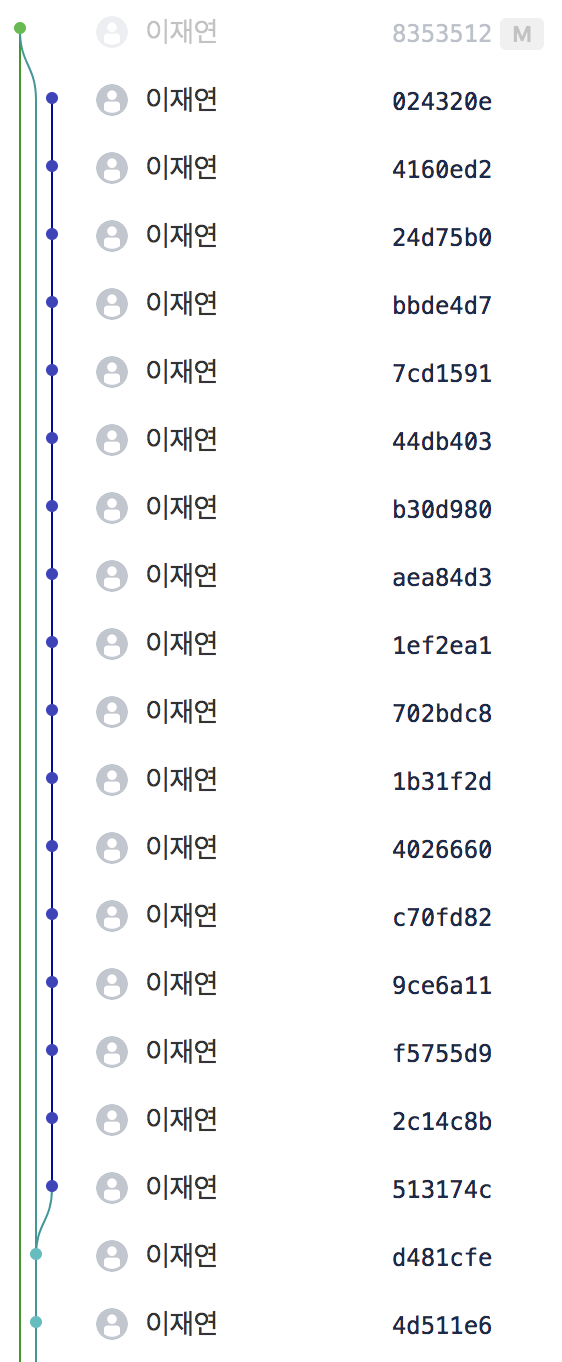 이재연 8353512 M
이재연 024320e
이재연 4160ed2
이재연 24d75b0
이재연 bbde4d7
이재연 7cd1591
이재연 44db403
이재연 b30d980
이재연 aea84d3
이재연 1ef2ea1
이재연 702bdc8
이재연 1b31f2d
이재연 4026660
이재연 c70fd82
이재연 9ce6a11
이재연 f5755d9
이재연 2c14c8b
이재연 513174c
이재연 d481cfe
이재연 4d511e6